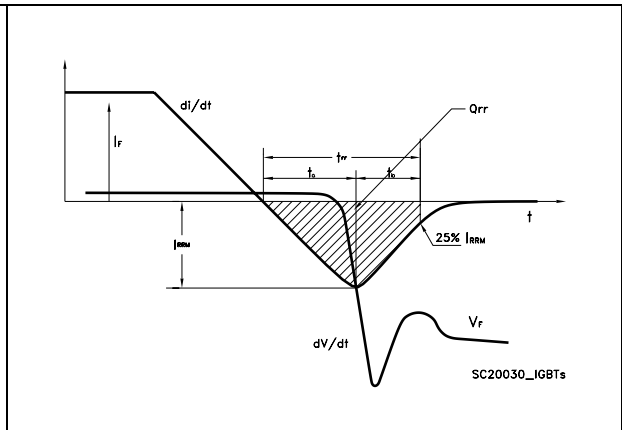 di/dt
Qrr
IF
trr
ta
tb
t
IRRM
25% IRRM
VF
dV/dt
SC20030_IGBTs